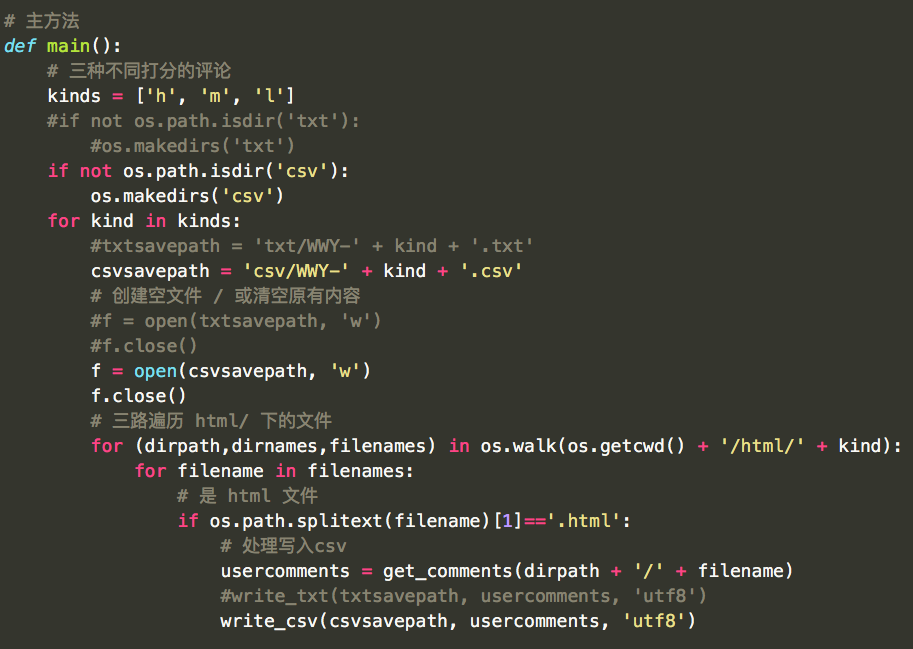 # 主方法
def main():
    # 三种不同打分的评论
    kinds = ['h', 'm', 'l']
    #if not os.path.isdir('txt'):
        #os.makedirs('txt')
    if not os.path.isdir('csv'):
        os.makedirs('csv')
    for kind in kinds:
        #txtsavepath = 'txt/WWY-' + kind + '.txt'
        csvsavepath = 'csv/WWY-' + kind + '.csv'
        # 创建空文件 / 或清空原有内容
        #f = open(txtsavepath, 'w')
        #f.close()
        f = open(csvsavepath, 'w')
        f.close()
        # 三路遍历 html/ 下的文件
        for (dirpath,dirnames,filenames) in os.walk(os.getcwd() + '/html/' + kind):
            for filename in filenames:
                # 是 html 文件
                if os.path.splitext(filename)[1]=='.html':
                    # 处理写入csv
                    usercomments = get_comments(dirpath + '/' + filename)
                    #write_txt(txtsavepath, usercomments, 'utf8')
                    write_csv(csvsavepath, usercomments, 'utf8')